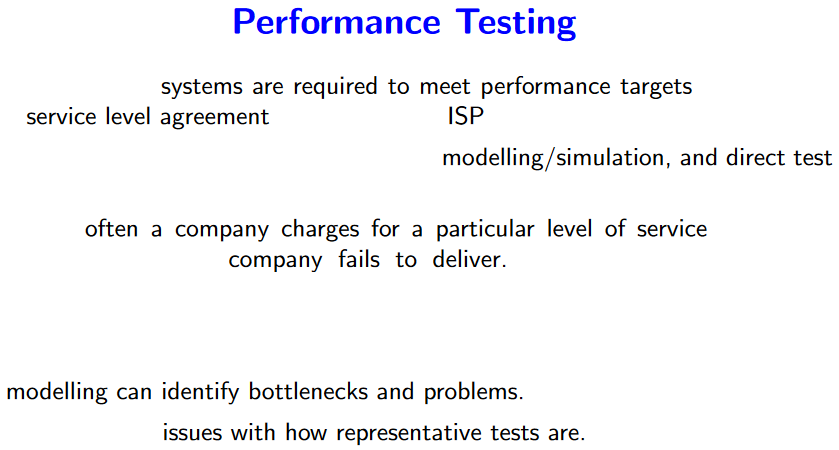 Performance Testing
systems are required to meet performance targets
service level agreement ISP
modelling/simulation, and direct test
often a company charges for a particular level of service
company fails to deliver.
modelling can identify bottlenecks and problems.
issues with how representative tests are.